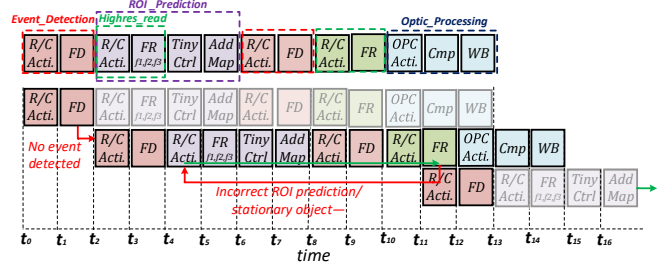 ROI_Prediction
Event_Detection Highres_read Optic_Processing
R/C Acti. FD R/C Acti. FR f1,f2,f3 Tiny Ctrl Add Map R/C Acti. FD R/C Acti. FR OPC Acti. Cmp WB
R/C Acti. FD R/C Acti. FR f1,f2,f3 Tiny Ctrl Add Map R/C Acti. FD R/C Acti. FR OPC Acti. Cmp WB
No event
detected
R/C Acti. FD R/C Acti. FR f1,f2,f3 Tiny Ctrl Add Map R/C Acti. FD R/C Acti. FR OPC Acti. Cmp WB
Incorrect ROI prediction/
stationary object—
R/C Acti. FD R/C Acti. FR f1,f2,f3 Tiny Ctrl Add Map
t0 t1 t2 t3 t4 t5 t6 t7 t8 t9 t10 t11 t12 t13 t14 t15 t16
time